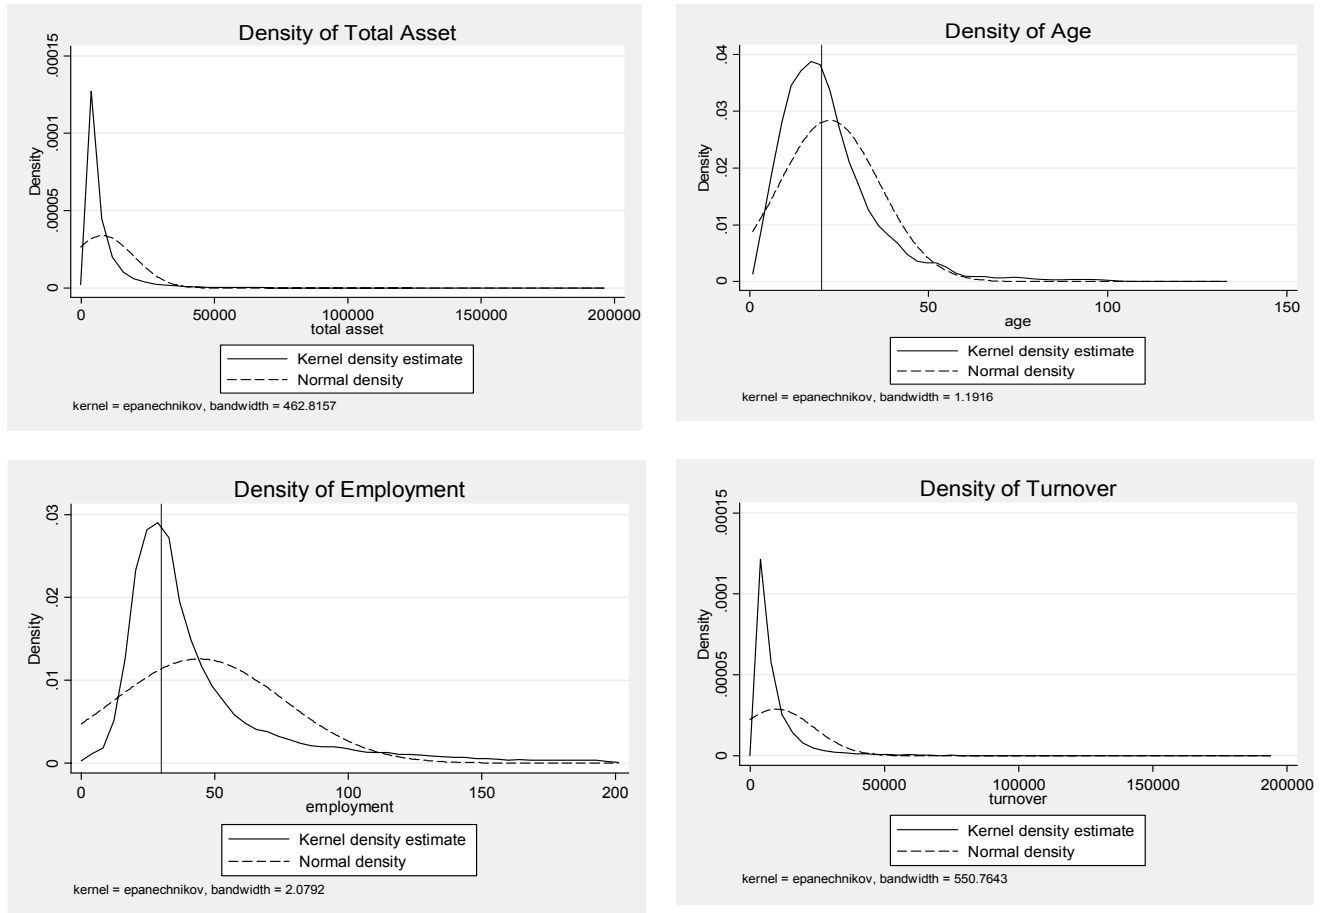 Density of Total Asset
.00015
.0001
.00005
0
Density
0 50000 100000 150000 200000
total asset
Kernel density estimate
Normal density
kernel = epanechnikov, bandwidth = 462.8157
Density of Age
.04
.03
.02
.01
0
Density
0 50 100 150
age
Kernel density estimate
Normal density
kernel = epanechnikov, bandwidth = 1.1916
Density of Employment
.03
.02
.01
0
Density
0 50 100 150 200
employment
Kernel density estimate
Normal density
kernel = epanechnikov, bandwidth = 2.0792
Density of Turnover
.00015
.0001
.00005
0
Density
0 50000 100000 150000 200000
turnover
Kernel density estimate
Normal density
kernel = epanechnikov, bandwidth = 550.7643